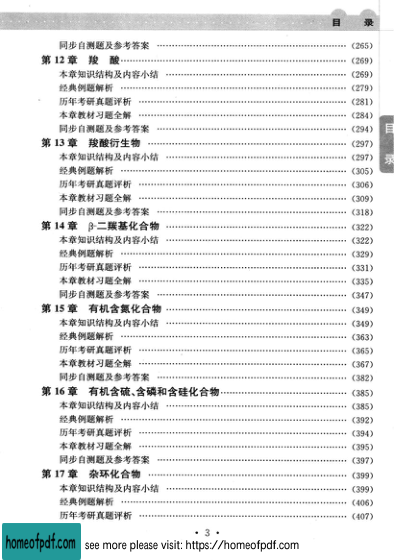 目 录
同步自测题及参考答案 (265)
第 12 章 羧 酸 (269)
本章知识结构及内容小结 (269)
经典例题解析 (279)
历年考研真题评析 (281)
本章教材习题全解 (284)
同步自测题及参考答案 (294)
第 13 章 羧酸衍生物 (297)
本章知识结构及内容小结 (297)
经典例题解析 (305)
历年考研真题评析 (306)
本章教材习题全解 (309)
同步自测题及参考答案 (318)
第 14 章 β-二羰基化合物 (322)
本章知识结构及内容小结 (322)
经典例题解析 (329)
历年考研真题评析 (331)
本章教材习题全解 (335)
同步自测题及参考答案 (347)
第 15 章 有机含氮化合物 (349)
本章知识结构及内容小结 (349)
经典例题解析 (363)
历年考研真题评析 (365)
本章教材习题全解 (367)
同步自测题及参考答案 (382)
第 16 章 有机含硫、含磷和含硅化合物 (385)
本章知识结构及内容小结 (385)
经典例题解析 (392)
历年考研真题评析 (394)
本章教材习题全解 (395)
同步自测题及参考答案 (397)
第 17 章 杂环化合物 (399)
本章知识结构及内容小结 (399)
经典例题解析 (406)
历年考研真题评析 (407)
目录
· 3 ·
homeofpdf.com see more please visit: https://homeofpdf.com